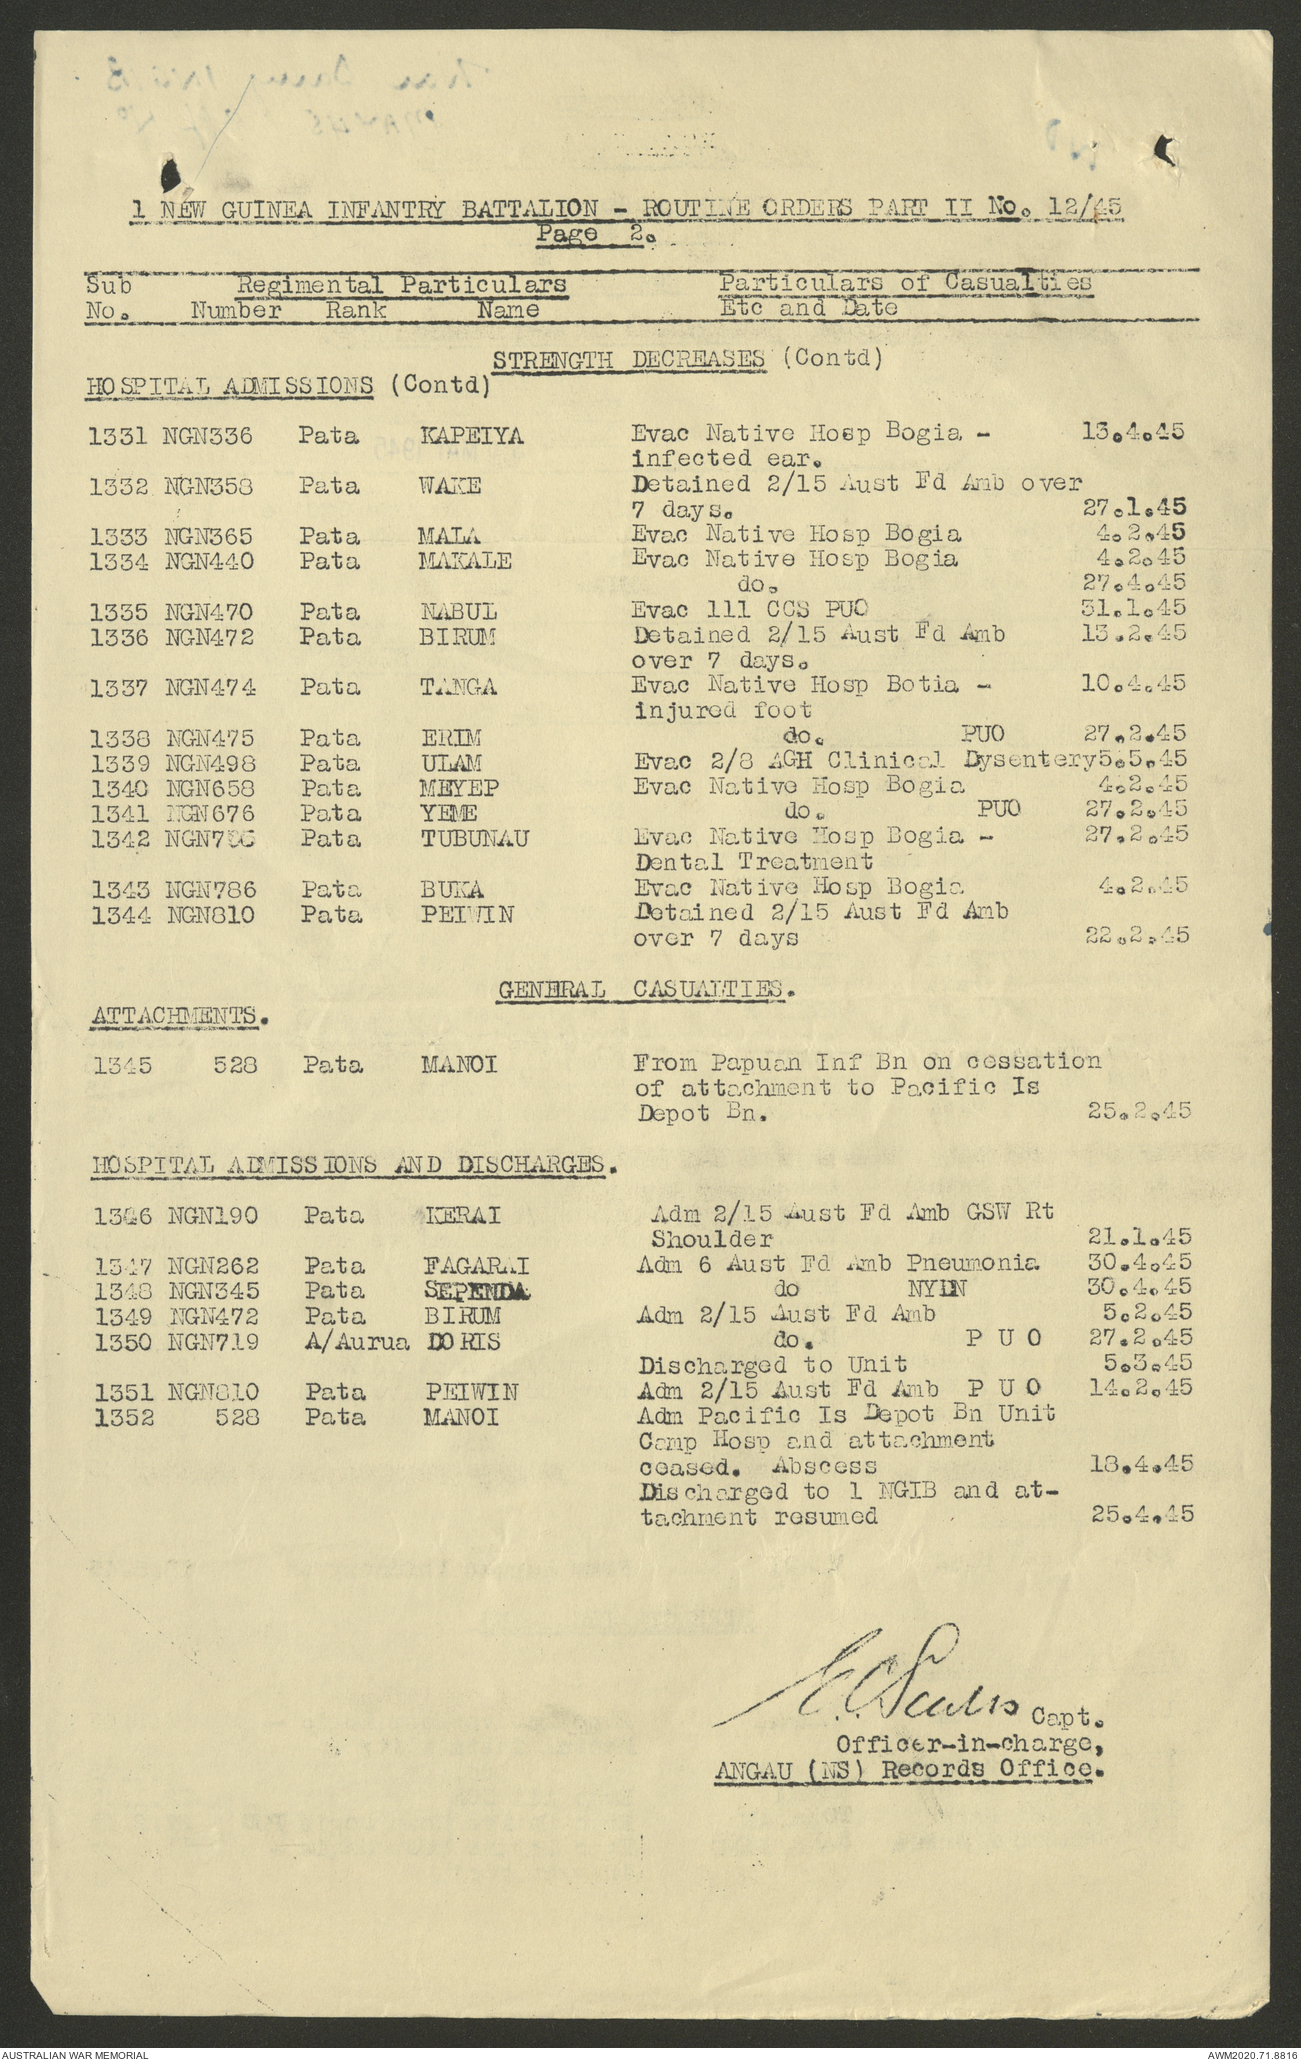 1 NEW GUINEA INFANTRY BATTALION - ROUTINE ORDERS PART II No. 12/45
Page 2.
Sub Regimental Particulars Particulars of Casualties
No. Number Rank Name Etc and Date
STRENGTH DECREASES (Contd)
HOSPITAL ADMISSIONS (Contd)
1331 NGN336 Pata KAPEIYA Evac Native Hosp Bogia - 13.4.45
infected ear.
1332 NGN358 Pata WAKE Detained 2/15 Aust Fd Amb over
7 days. 27.1.45
1333 NGN365 Pata MALA Evac Native Hosp Bogia 4.2.45
1334 NGN440 Pata MAKALE Evac Native Hosp Bogia 4.2.45
do. 27.4.45
1335 NGN470 Pata NABUL Evac 111 CCS PUO 31.1.45
1336 NGN472 Pata BIRUM Detained 2/15 Aust Fd Amb 13.2.45
over 7 days.
1337 NGN474 Pata TANGA Evac Native Hosp Botia - 10.4.45
injured foot
1338 NGN475 Pata ERIM do. PUO 27.2.45
1339 NGN498 Pata ULAM Evac 2/8 AGH Clinical Dysentery 5.5.45
1340 NGN658 Pata MEYEP Evac Native Hosp Bogia 4.2.45
1341 NGN676 Pata YEME do. PUO 27.2.45
1342 Pata TUBUNAU Evac Native Hosp Bogia - 27.2.45
Dental Treatment
1343 NGN786 Pata BUKA Evac Native Hosp Bogia 4.2.45
1344 NGN810 Pata PEIWIN Detained 2/15 Aust Fd Amb
over 7 days 22.2.45
GENERAL CASUALTIES.
ATTACHMENTS.
1345 528 Pata MANOI From Papuan Inf Bn on cessation
of attachment to Pacific Is
Depot Bn. 25.2.45
HOSPITAL ADMISSIONS AND DISCHARGES.
1346 NGN190 Pata KERAI Adm 2/15 Aust Fd Amb GSW Rt
Shoulder 21.1.45
1347 NGN262 Pata FAGARAI Adm 6 Aust Fd Amb Pneumonia 30.4.45
1348 NGN345 Pata SEPENDA do NYDN 30.4.45
1349 NGN472 Pata BIRUM Adm 2/15 Aust Fd Amb 5.2.45
1350 NGN719 A/Aurua DORIS do. P U O 27.2.45
Discharged to Unit 5.3.45
1351 NGN810 Pata PEIWIN Adm 2/15 Aust Fd Amb P U O 14.2.45
1352 528 Pata MANOI Adm Pacific Is Depot Bn Unit
Camp Hosp and attachment
ceased. Abscess 18.4.45
Discharged to 1 NGIB and at-
tachment resumed 25.4.45
Capt.
Officer-in-charge,
ANGAU (NS) Records Office.
AUSTRALIAN WAR MEMORIAL AWM2020.71.8816